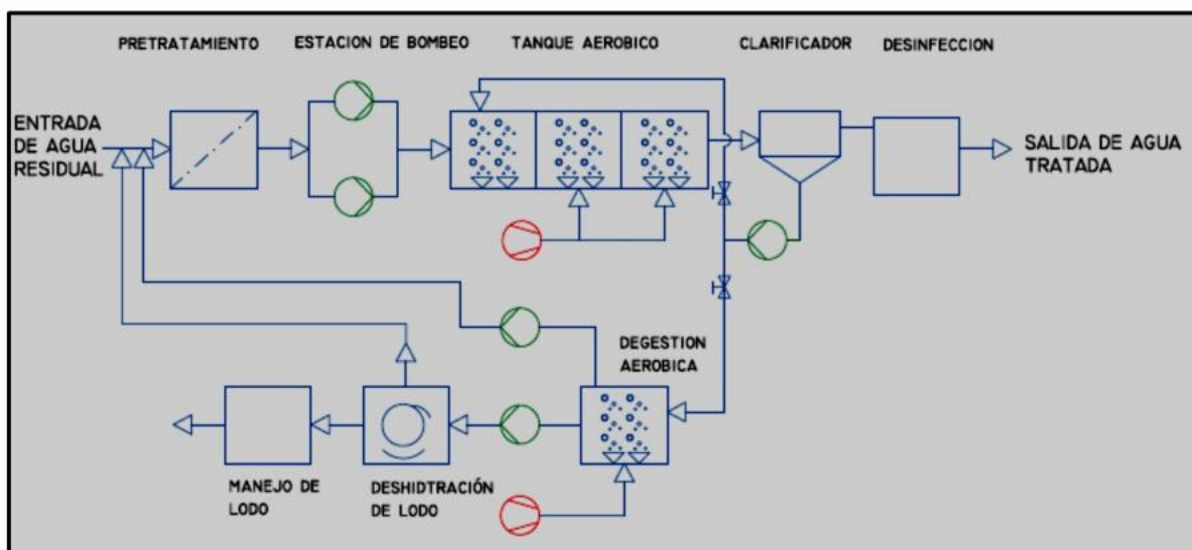 PRETRATAMIENTO
ESTACION DE BOMBEO
TANQUE AEROBICO
CLARIFICADOR
DESINFECCION
ENTRADA
DE AGUA
RESIDUAL
SALIDA DE AGUA
TRATADA
DEGESTION
AEROBICA
MANEJO DE
LODO
DESHIDTRACIÓN
DE LODO